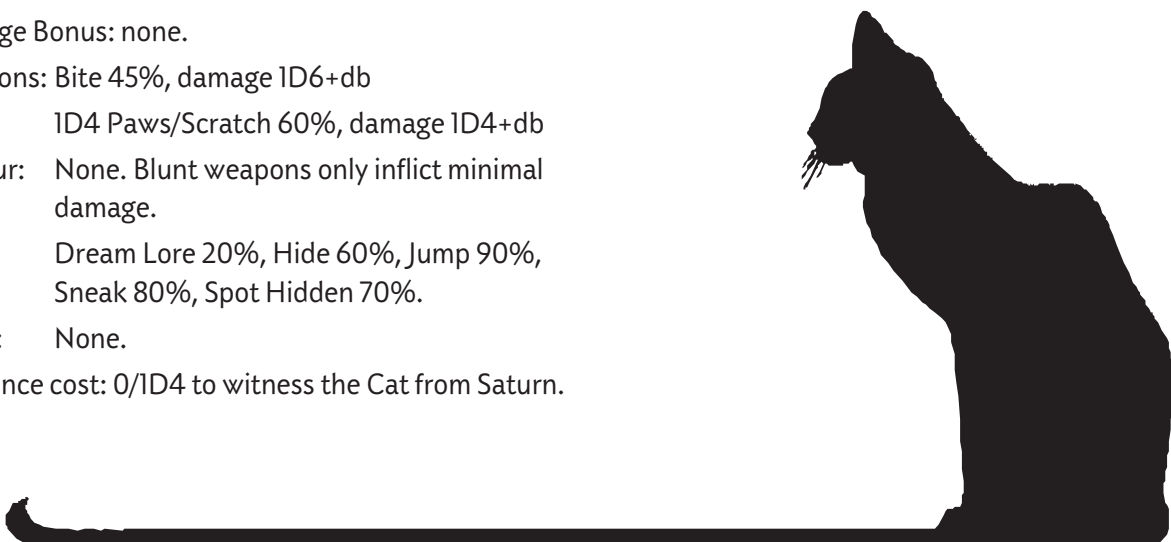 ge Bonus: none.
ons: Bite 45%, damage 1D6+db
1D4 Paws/Scratch 60%, damage 1D4+db
ur: None. Blunt weapons only inflict minimal
damage.
Dream Lore 20%, Hide 60%, Jump 90%,
Sneak 80%, Spot Hidden 70%.
: None.
nce cost: 0/1D4 to witness the Cat from Saturn.